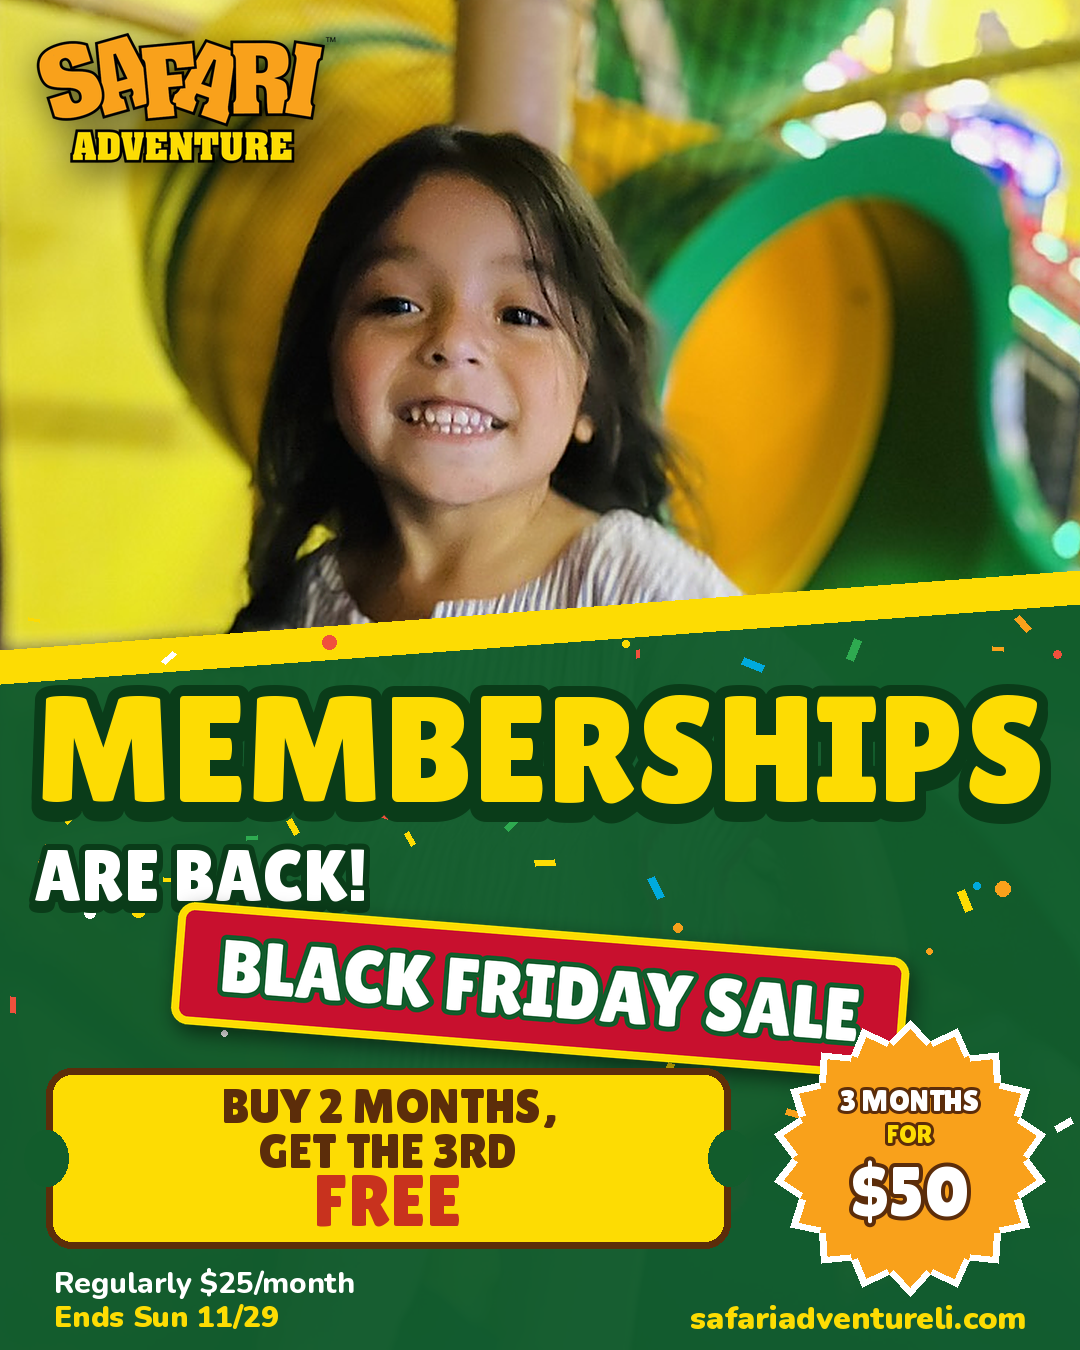 SAFARI™
ADVENTURE
MEMBERSHIPS
ARE BACK!
BLACK FRIDAY SALE
BUY 2 MONTHS,
GET THE 3RD
FREE
3 MONTHS
FOR
$50
Regularly $25/month
Ends Sun 11/29
safariadventureli.com